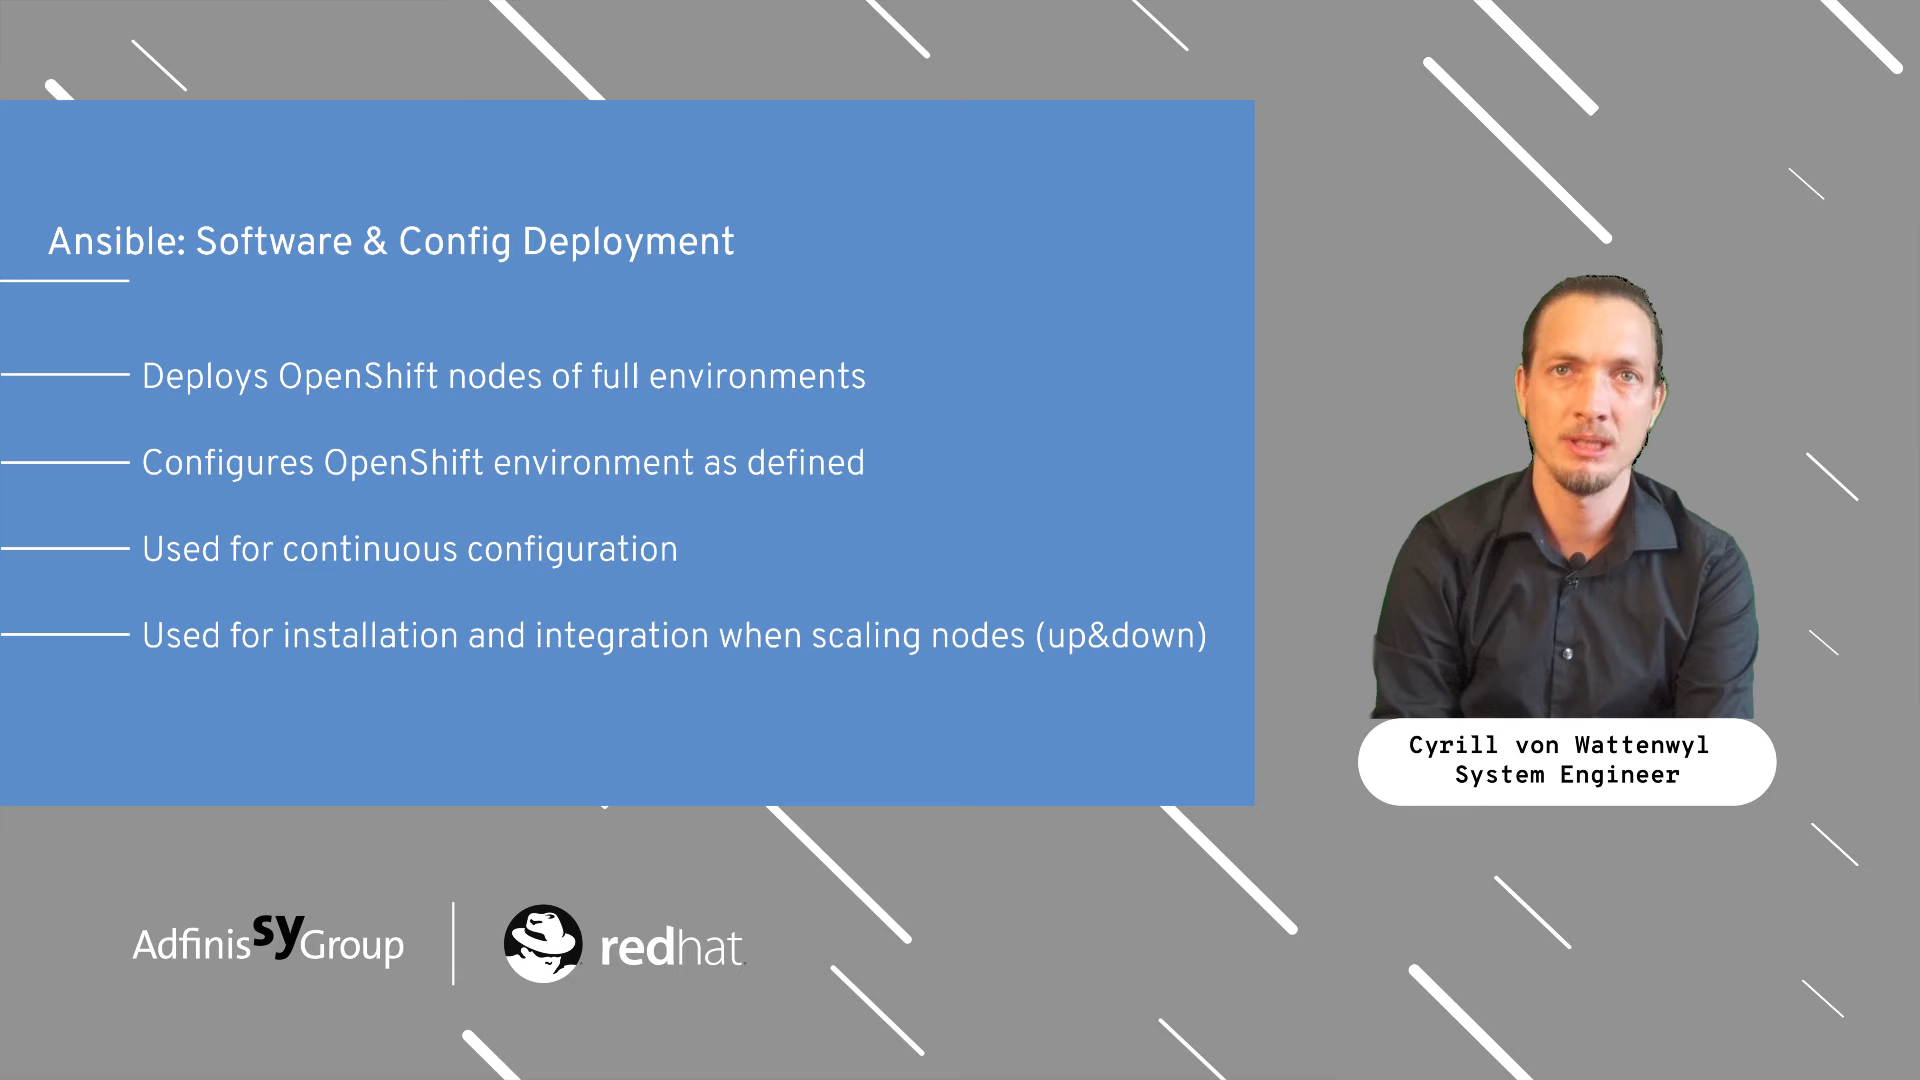 Ansible: Software & Config Deployment
Deploys OpenShift nodes of full environments
Configures OpenShift environment as defined
Used for continuous configuration
Used for installation and integration when scaling nodes (up&down)
Cyrill von Wattenwyl
System Engineer
AdfinissyGroup
redhat.